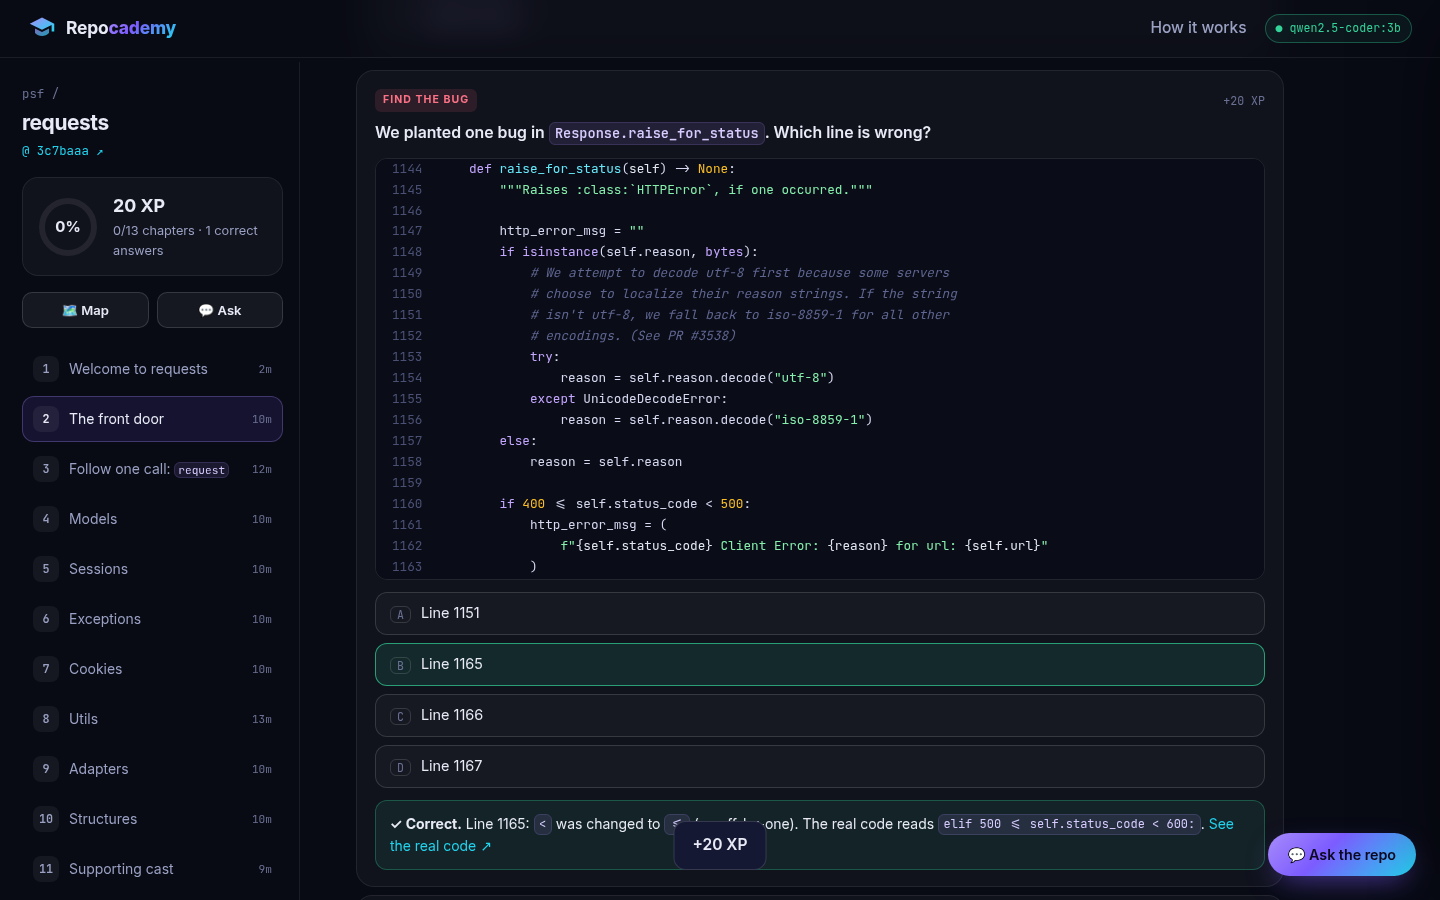 Repocademy
How it works
qwen2.5-coder:3b
psf /
requests
@ 3c7baaa ↗
0%
20 XP
0/13 chapters · 1 correct
answers
🗺️ Map
💬 Ask
1 Welcome to requests 2m
2 The front door 10m
3 Follow one call: request 12m
4 Models 10m
5 Sessions 10m
6 Exceptions 10m
7 Cookies 10m
8 Utils 13m
9 Adapters 10m
10 Structures 10m
11 Supporting cast 9m
FIND THE BUG
+20 XP
We planted one bug in Response.raise_for_status. Which line is wrong?
1144 def raise_for_status(self) -> None:
1145 """Raises :class:`HTTPError`, if one occurred."""
1146
1147 http_error_msg = ""
1148 if isinstance(self.reason, bytes):
1149 # We attempt to decode utf-8 first because some servers
1150 # choose to localize their reason strings. If the string
1151 # isn't utf-8, we fall back to iso-8859-1 for all other
1152 # encodings. (See PR #3538)
1153 try:
1154 reason = self.reason.decode("utf-8")
1155 except UnicodeDecodeError:
1156 reason = self.reason.decode("iso-8859-1")
1157 else:
1158 reason = self.reason
1159
1160 if 400 <= self.status_code < 500:
1161 http_error_msg = (
1162 f"{self.status_code} Client Error: {reason} for url: {self.url}"
1163 )
A Line 1151
B Line 1165
C Line 1166
D Line 1167
✓ Correct. Line 1165: < was changed to <= one). The real code reads elif 500 <= self.status_code < 600:. See
the real code ↗
+20 XP
💬 Ask the repo